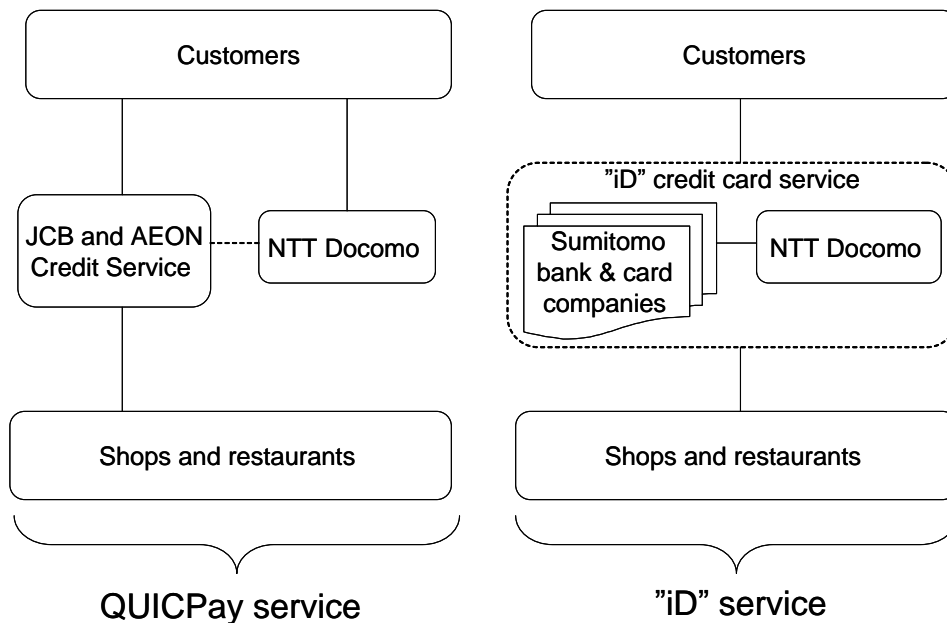 Customers
JCB and AEON
Credit Service
NTT Docomo
Shops and restaurants
QUICPay service
Customers
”iD” credit card service
Sumitomo
bank & card
companies
NTT Docomo
Shops and restaurants
”iD” service